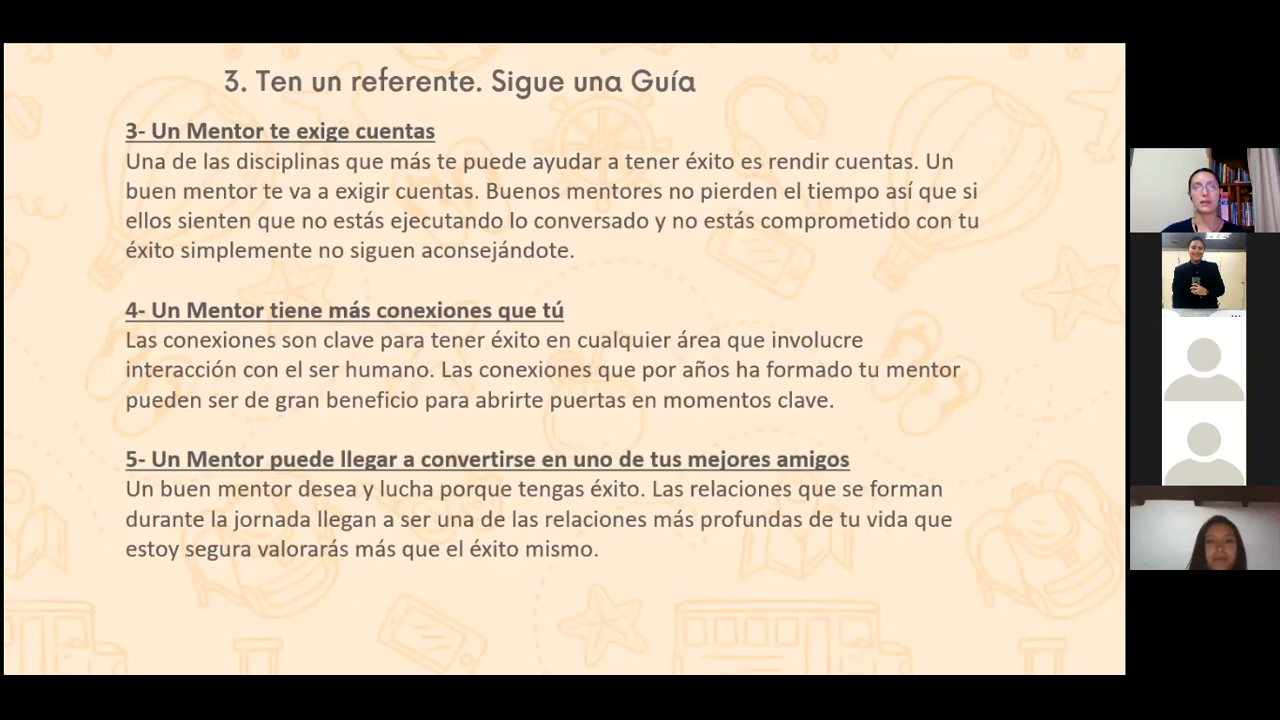 3. Ten un referente. Sigue una Guía
3- Un Mentor te exige cuentas
Una de las disciplinas que más te puede ayudar a tener éxito es rendir cuentas. Un
buen mentor te va a exigir cuentas. Buenos mentores no pierden el tiempo así que si
ellos sienten que no estás ejecutando lo conversado y no estás comprometido con tu
éxito simplemente no siguen aconsejándote.
4- Un Mentor tiene más conexiones que tú
Las conexiones son clave para tener éxito en cualquier área que involucre
interacción con el ser humano. Las conexiones que por años ha formado tu mentor
pueden ser de gran beneficio para abrirte puertas en momentos clave.
5- Un Mentor puede llegar a convertirse en uno de tus mejores amigos
Un buen mentor desea y lucha porque tengas éxito. Las relaciones que se forman
durante la jornada llegan a ser una de las relaciones más profundas de tu vida que
estoy segura valorarás más que el éxito mismo.